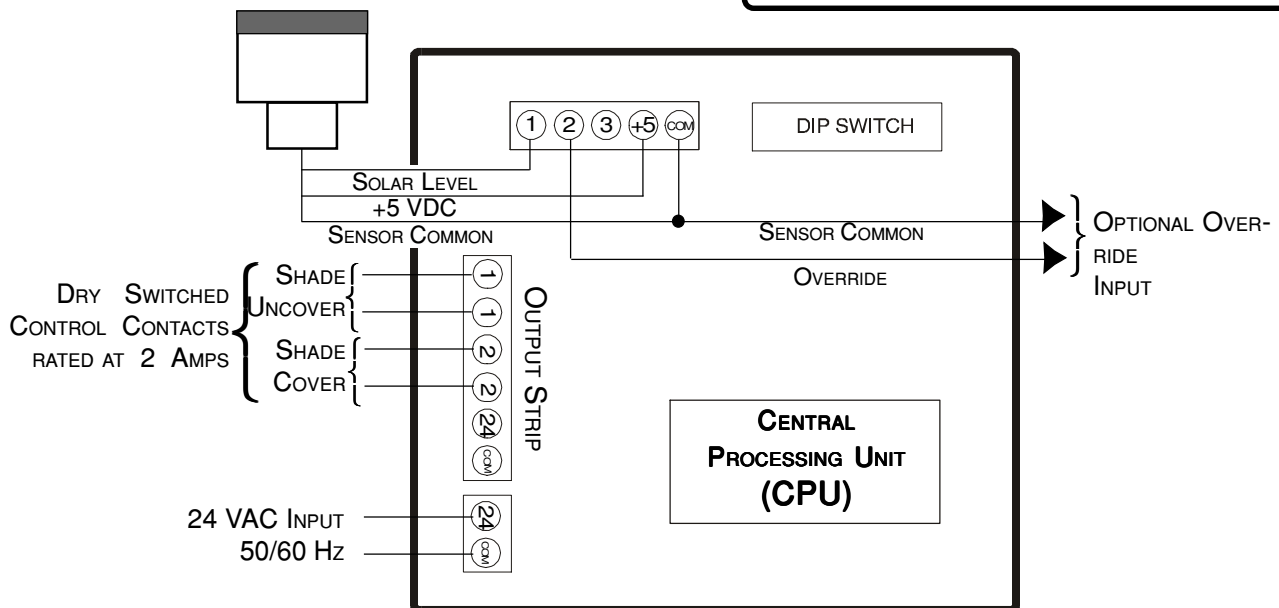 1 2 3 +5 COM
DIP SWITCH
SOLAR LEVEL
+5 VDC
SENSOR COMMON
SENSOR COMMON
OVERRIDE
OPTIONAL OVER-
RIDE
INPUT
DRY SWITCHED
CONTROL CONTACTS
RATED AT 2 AMPS
SHADE
UNCOVER
SHADE
COVER
1
1
2
2
24
COM
OUTPUT STRIP
CENTRAL
PROCESSING UNIT
(CPU)
24 VAC INPUT
50/60 HZ
24
COM